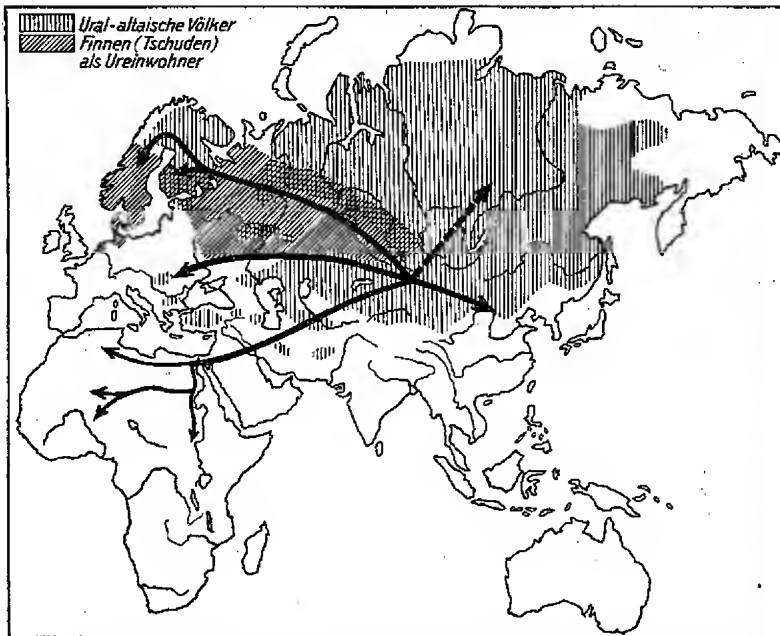 Ural-altaische Völker
Finnen (Tschuden)
als Ureinwohner